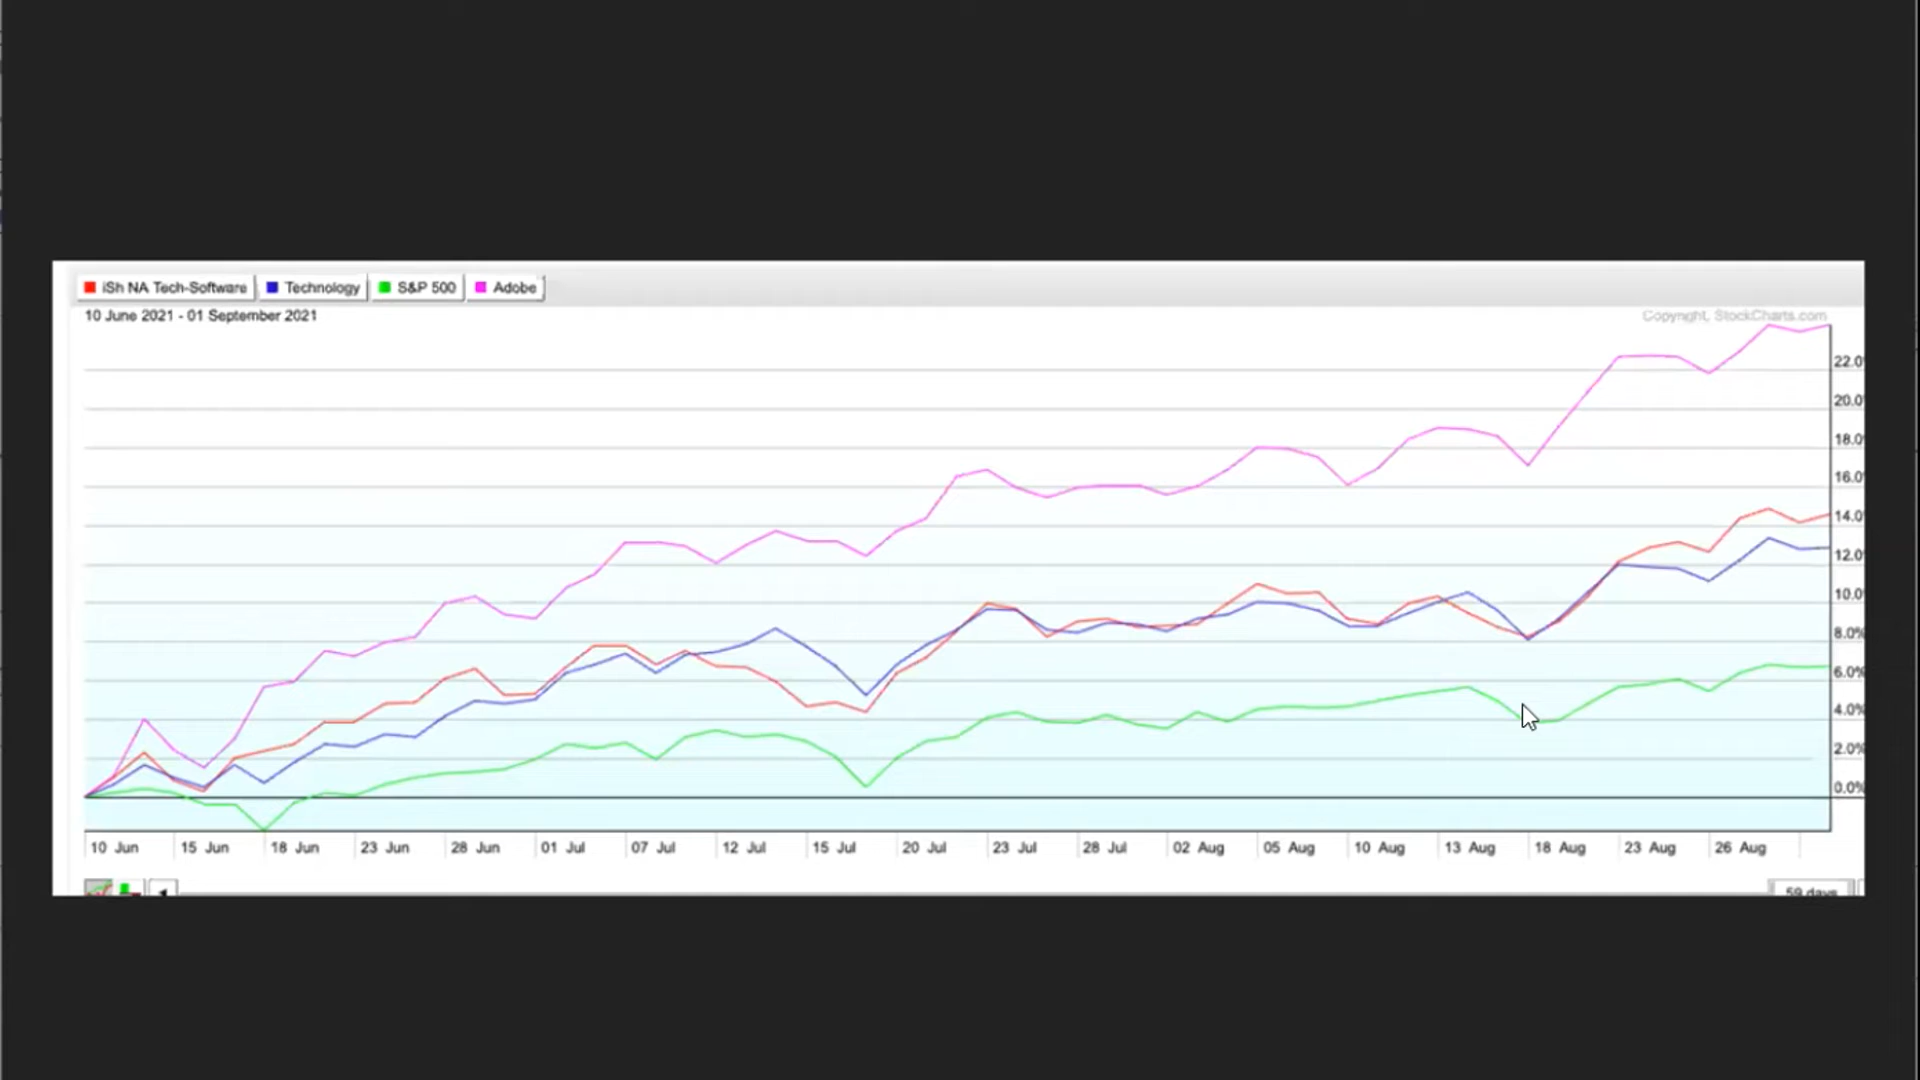 iSh NA Tech-Software Technology S&P 500 Adobe
10 June 2021 - 01 September 2021
Copyright, StockCharts.com
22.0
20.0
18.0
16.0
14.0
12.0
10.0
8.0%
6.0%
4.0%
2.0%
0.0%
10 Jun 15 Jun 18 Jun 23 Jun 28 Jun 01 Jul 07 Jul 12 Jul 15 Jul 20 Jul 23 Jul 28 Jul 02 Aug 05 Aug 10 Aug 13 Aug 18 Aug 23 Aug 26 Aug
59 days